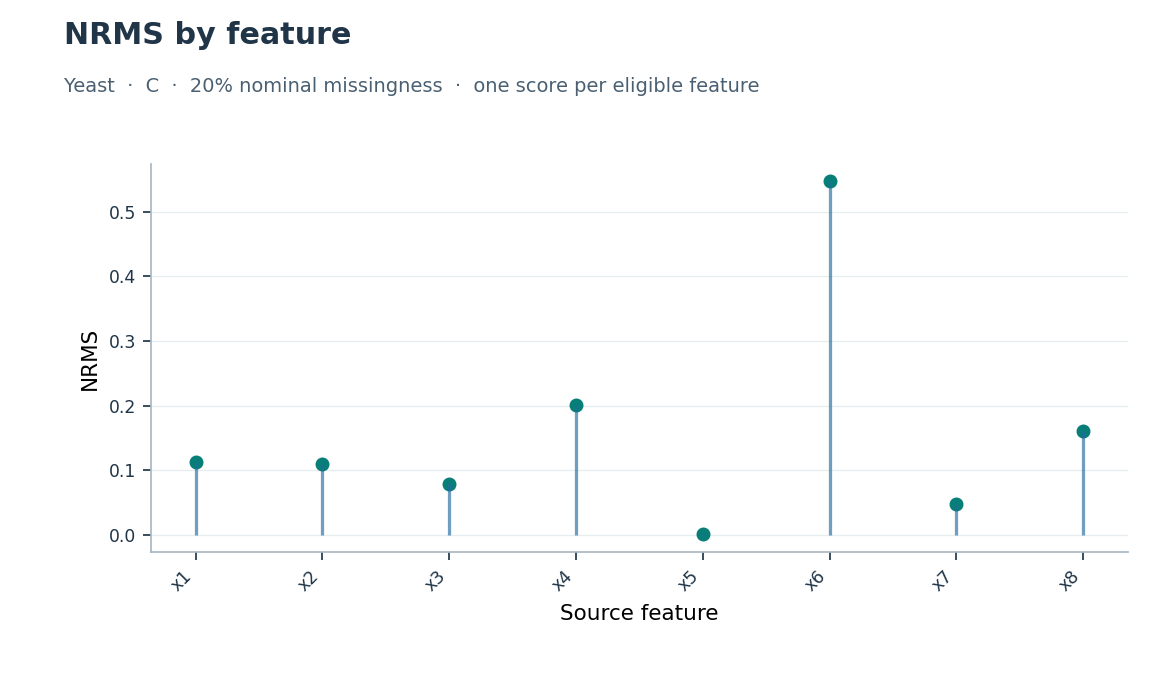 NRMS by feature
Yeast · C · 20% nominal missingness · one score per eligible feature
NRMS
0.5
0.4
0.3
0.2
0.1
0.0
x1 x2 x3 x4 x5 x6 x7 x8
Source feature